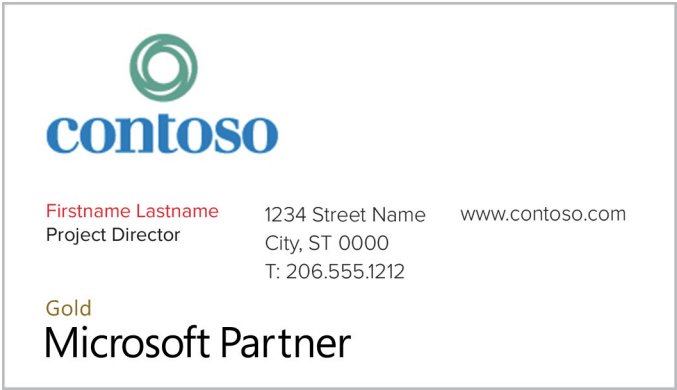 contoso
Firstname Lastname
Project Director
1234 Street Name
City, ST 0000
T: 206.555.1212
www.contoso.com
Gold
Microsoft Partner